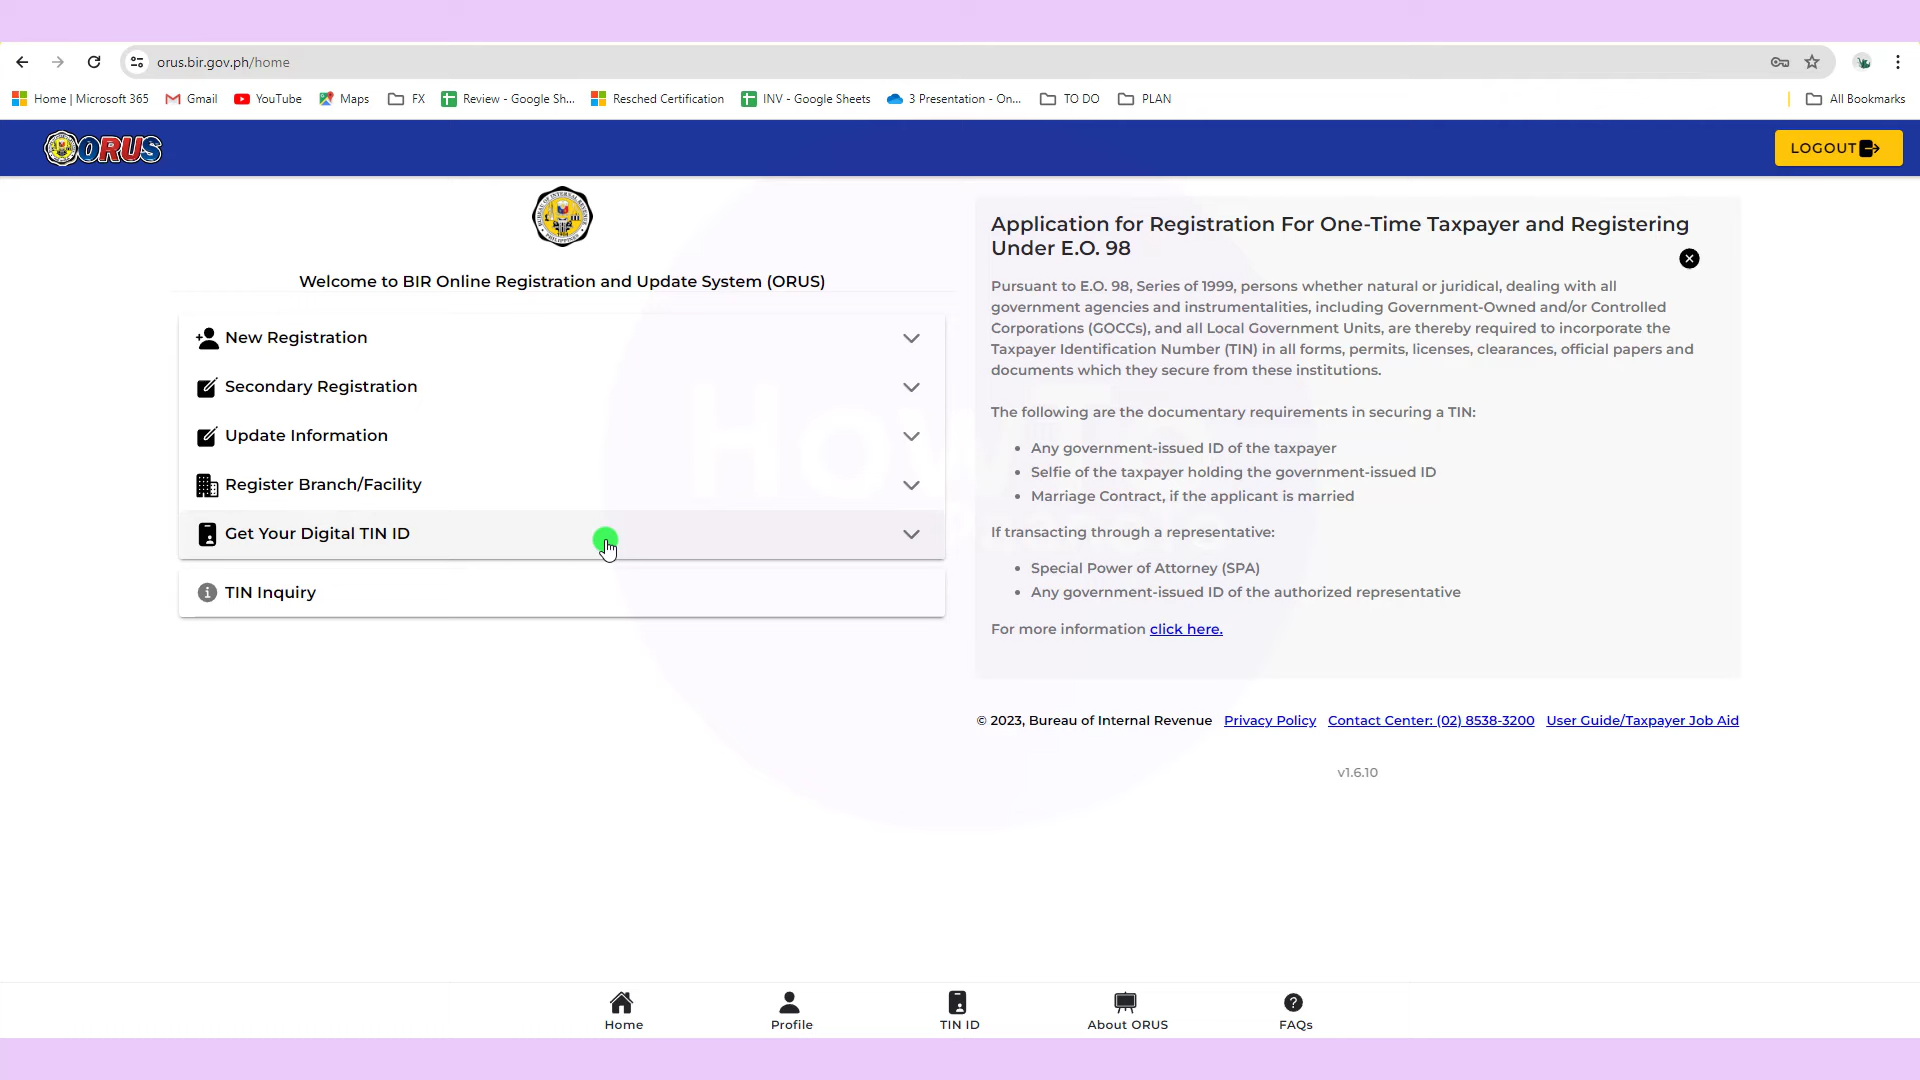 orus.bir.gov.ph/home
Home | Microsoft 365 Gmail YouTube Maps FX Review - Google Sh... Resched Certification INV - Google Sheets 3 Presentation - On... TO DO PLAN All Bookmarks
ORUS LOGOUT
Welcome to BIR Online Registration and Update System (ORUS)
New Registration
Secondary Registration
Update Information
Register Branch/Facility
Get Your Digital TIN ID
TIN Inquiry
Application for Registration For One-Time Taxpayer and Registering
Under E.O. 98
Pursuant to E.O. 98, Series of 1999, persons whether natural or juridical, dealing with all
government agencies and instrumentalities, including Government-Owned and/or Controlled
Corporations (GOCCs), and all Local Government Units, are thereby required to incorporate the
Taxpayer Identification Number (TIN) in all forms, permits, licenses, clearances, official papers and
documents which they secure from these institutions.
The following are the documentary requirements in securing a TIN:
• Any government-issued ID of the taxpayer
• Selfie of the taxpayer holding the government-issued ID
• Marriage Contract, if the applicant is married
If transacting through a representative:
• Special Power of Attorney (SPA)
• Any government-issued ID of the authorized representative
For more information click here.
© 2023, Bureau of Internal Revenue Privacy Policy Contact Center: (02) 8538-3200 User Guide/Taxpayer Job Aid
v1.6.10
Home Profile TIN ID About ORUS FAQs